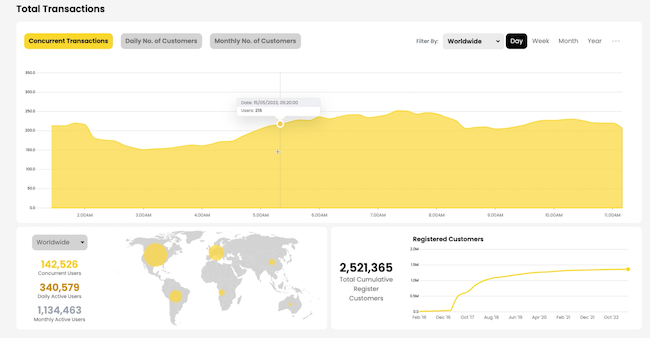 Total Transactions
Concurrent Transactions
Daily No. of Customers
Monthly No. of Customers
Filter By:
Worldwide
Day
Week
Month
Year
350.0
300.0
250.0
200.0
150.0
100.0
50.0
0.0
Date: 15/05/2023, 05:20:00
Users: 215
2.00AM
3.00AM
4.00AM
5.00AM
6.00AM
7.00AM
8.00AM
9.00AM
10.00AM
11.00AM
Worldwide
142,526
Concurrent Users
340,579
Daily Active Users
1,134,463
Monthly Active Users
2,521,365
Total Cumulative
Register
Customers
Registered Customers
2.0M
1.0M
1.0M
0.5M
0.0
Feb '16
Dec '16
Oct '17
Aug '18
Jun '19
Apr '20
Feb '21
Dec '21
Oct '22